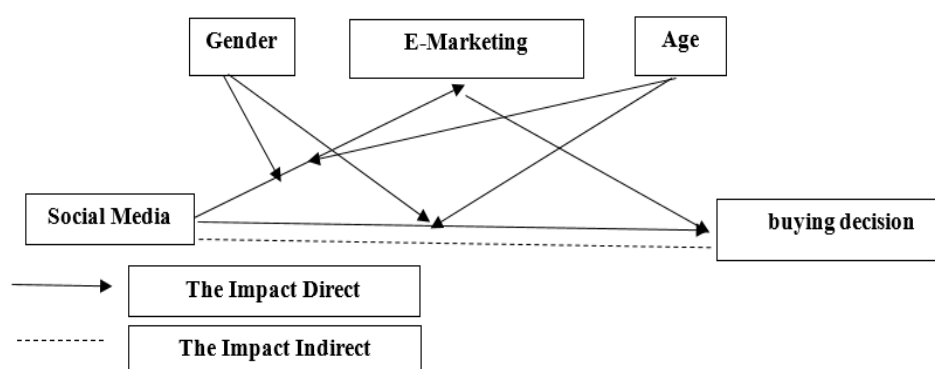 Gender
E-Marketing
Age
Social Media
buying decision
The Impact Direct
The Impact Indirect